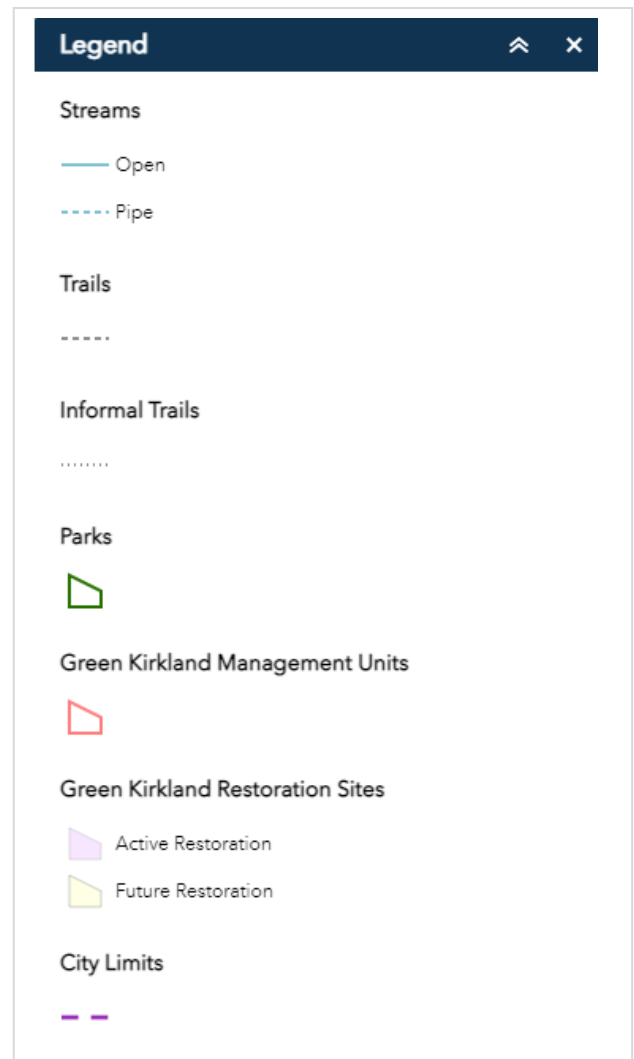 Legend
Streams
Open
Pipe
Trails
Informal Trails
Parks
Green Kirkland Management Units
Green Kirkland Restoration Sites
Active Restoration
Future Restoration
City Limits